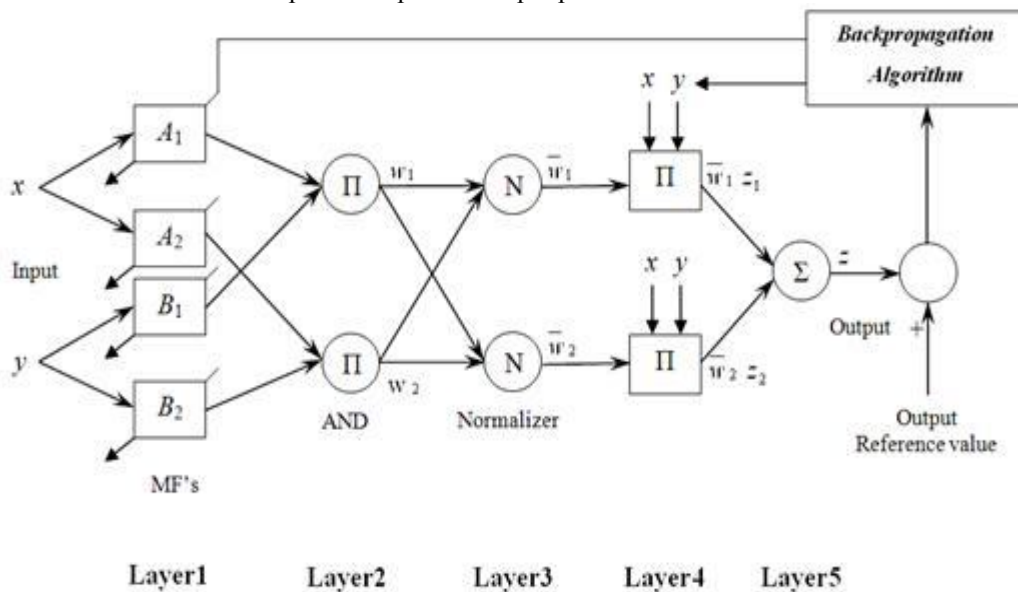 Backpropagation
Algorithm
x y
A₁
x
Π w₁ N w̅₁ Π w̅₁ z₁
A₂
Input
B₁
x y
Σ z
Output +
y
Π w₂ N w̅₂ Π w̅₂ z₂
B₂
AND Normalizer
Output
Reference value
MF's
Layer1 Layer2 Layer3 Layer4 Layer5